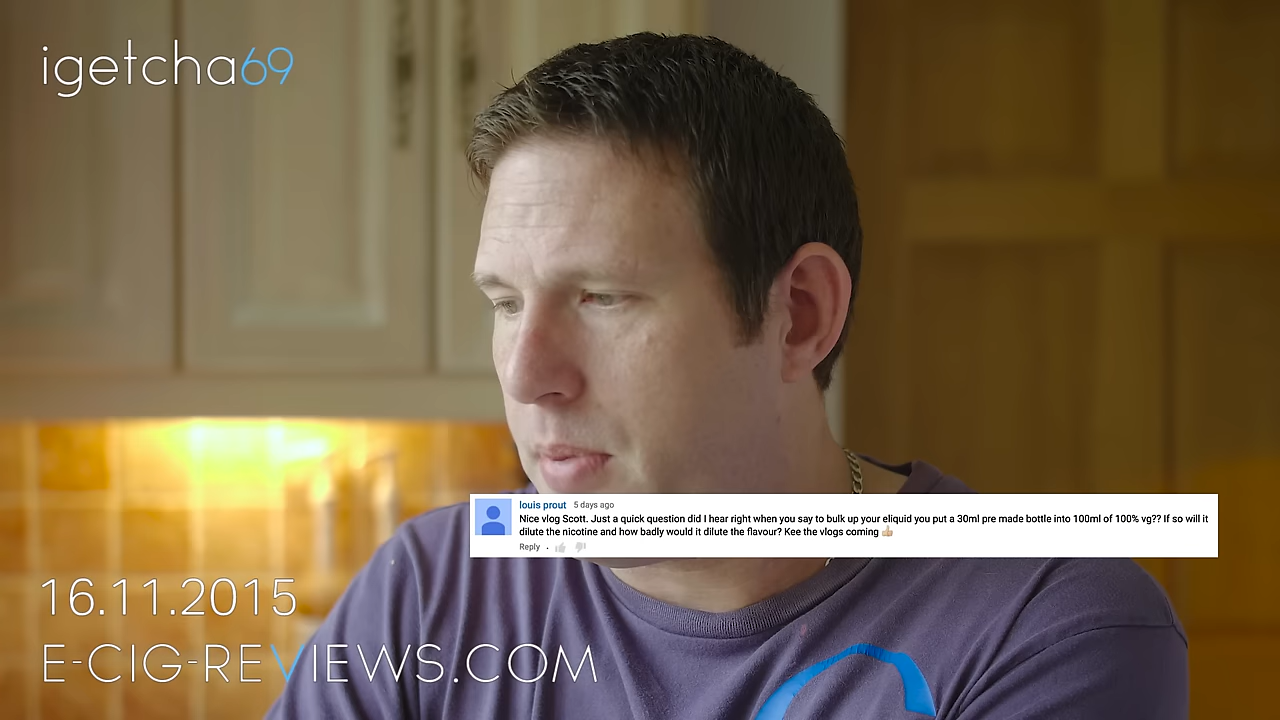 igetcha69
louis prout 5 days ago
Nice vlog Scott. Just a quick question did I hear right when you say to bulk up your eliquid you put a 30ml pre made bottle into 100ml of 100% vg?? If so will it
dilute the nicotine and how badly would it dilute the flavour? Kee the vlogs coming 👍🏼
Reply .
16.11.2015
E-CIG-REVIEWS.COM